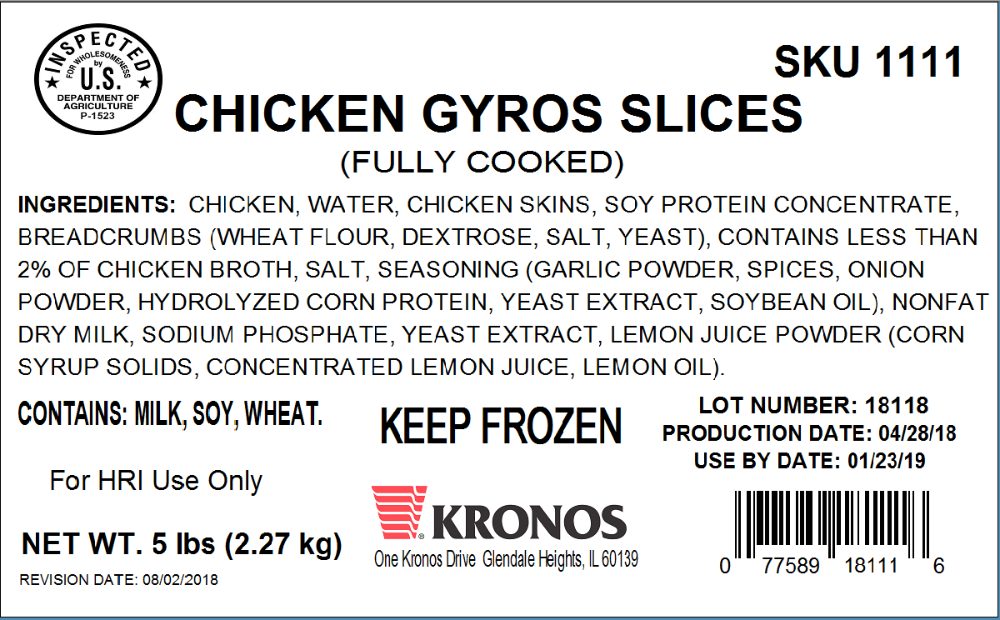 INSPECTED
FOR WHOLESOMENESS
by
U.S.
DEPARTMENT OF
AGRICULTURE
P-1523
SKU 1111
CHICKEN GYROS SLICES
(FULLY COOKED)
INGREDIENTS: CHICKEN, WATER, CHICKEN SKINS, SOY PROTEIN CONCENTRATE,
BREADCRUMBS (WHEAT FLOUR, DEXTROSE, SALT, YEAST), CONTAINS LESS THAN
2% OF CHICKEN BROTH, SALT, SEASONING (GARLIC POWDER, SPICES, ONION
POWDER, HYDROLYZED CORN PROTEIN, YEAST EXTRACT, SOYBEAN OIL), NONFAT
DRY MILK, SODIUM PHOSPHATE, YEAST EXTRACT, LEMON JUICE POWDER (CORN
SYRUP SOLIDS, CONCENTRATED LEMON JUICE, LEMON OIL).
CONTAINS: MILK, SOY, WHEAT.
KEEP FROZEN
LOT NUMBER: 18118
PRODUCTION DATE: 04/28/18
USE BY DATE: 01/23/19
For HRI Use Only
KRONOS®
One Kronos Drive Glendale Heights, IL 60139
NET WT. 5 lbs (2.27 kg)
REVISION DATE: 08/02/2018
0 77589 18111 6